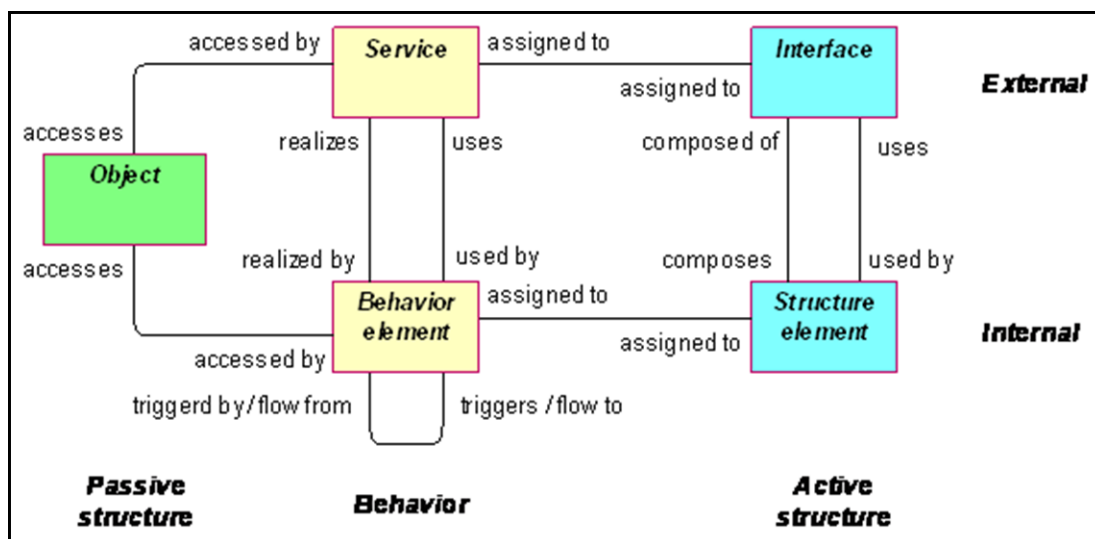 accessed by
Service
assigned to
Interface
assigned to
External
accesses
realizes
uses
composed of
uses
Object
accesses
realized by
used by
composes
used by
Behavior
element
assigned to
Structure
element
assigned to
Internal
accessed by
triggerd by/flow from
triggers /flow to
Passive
structure
Behavior
Active
structure